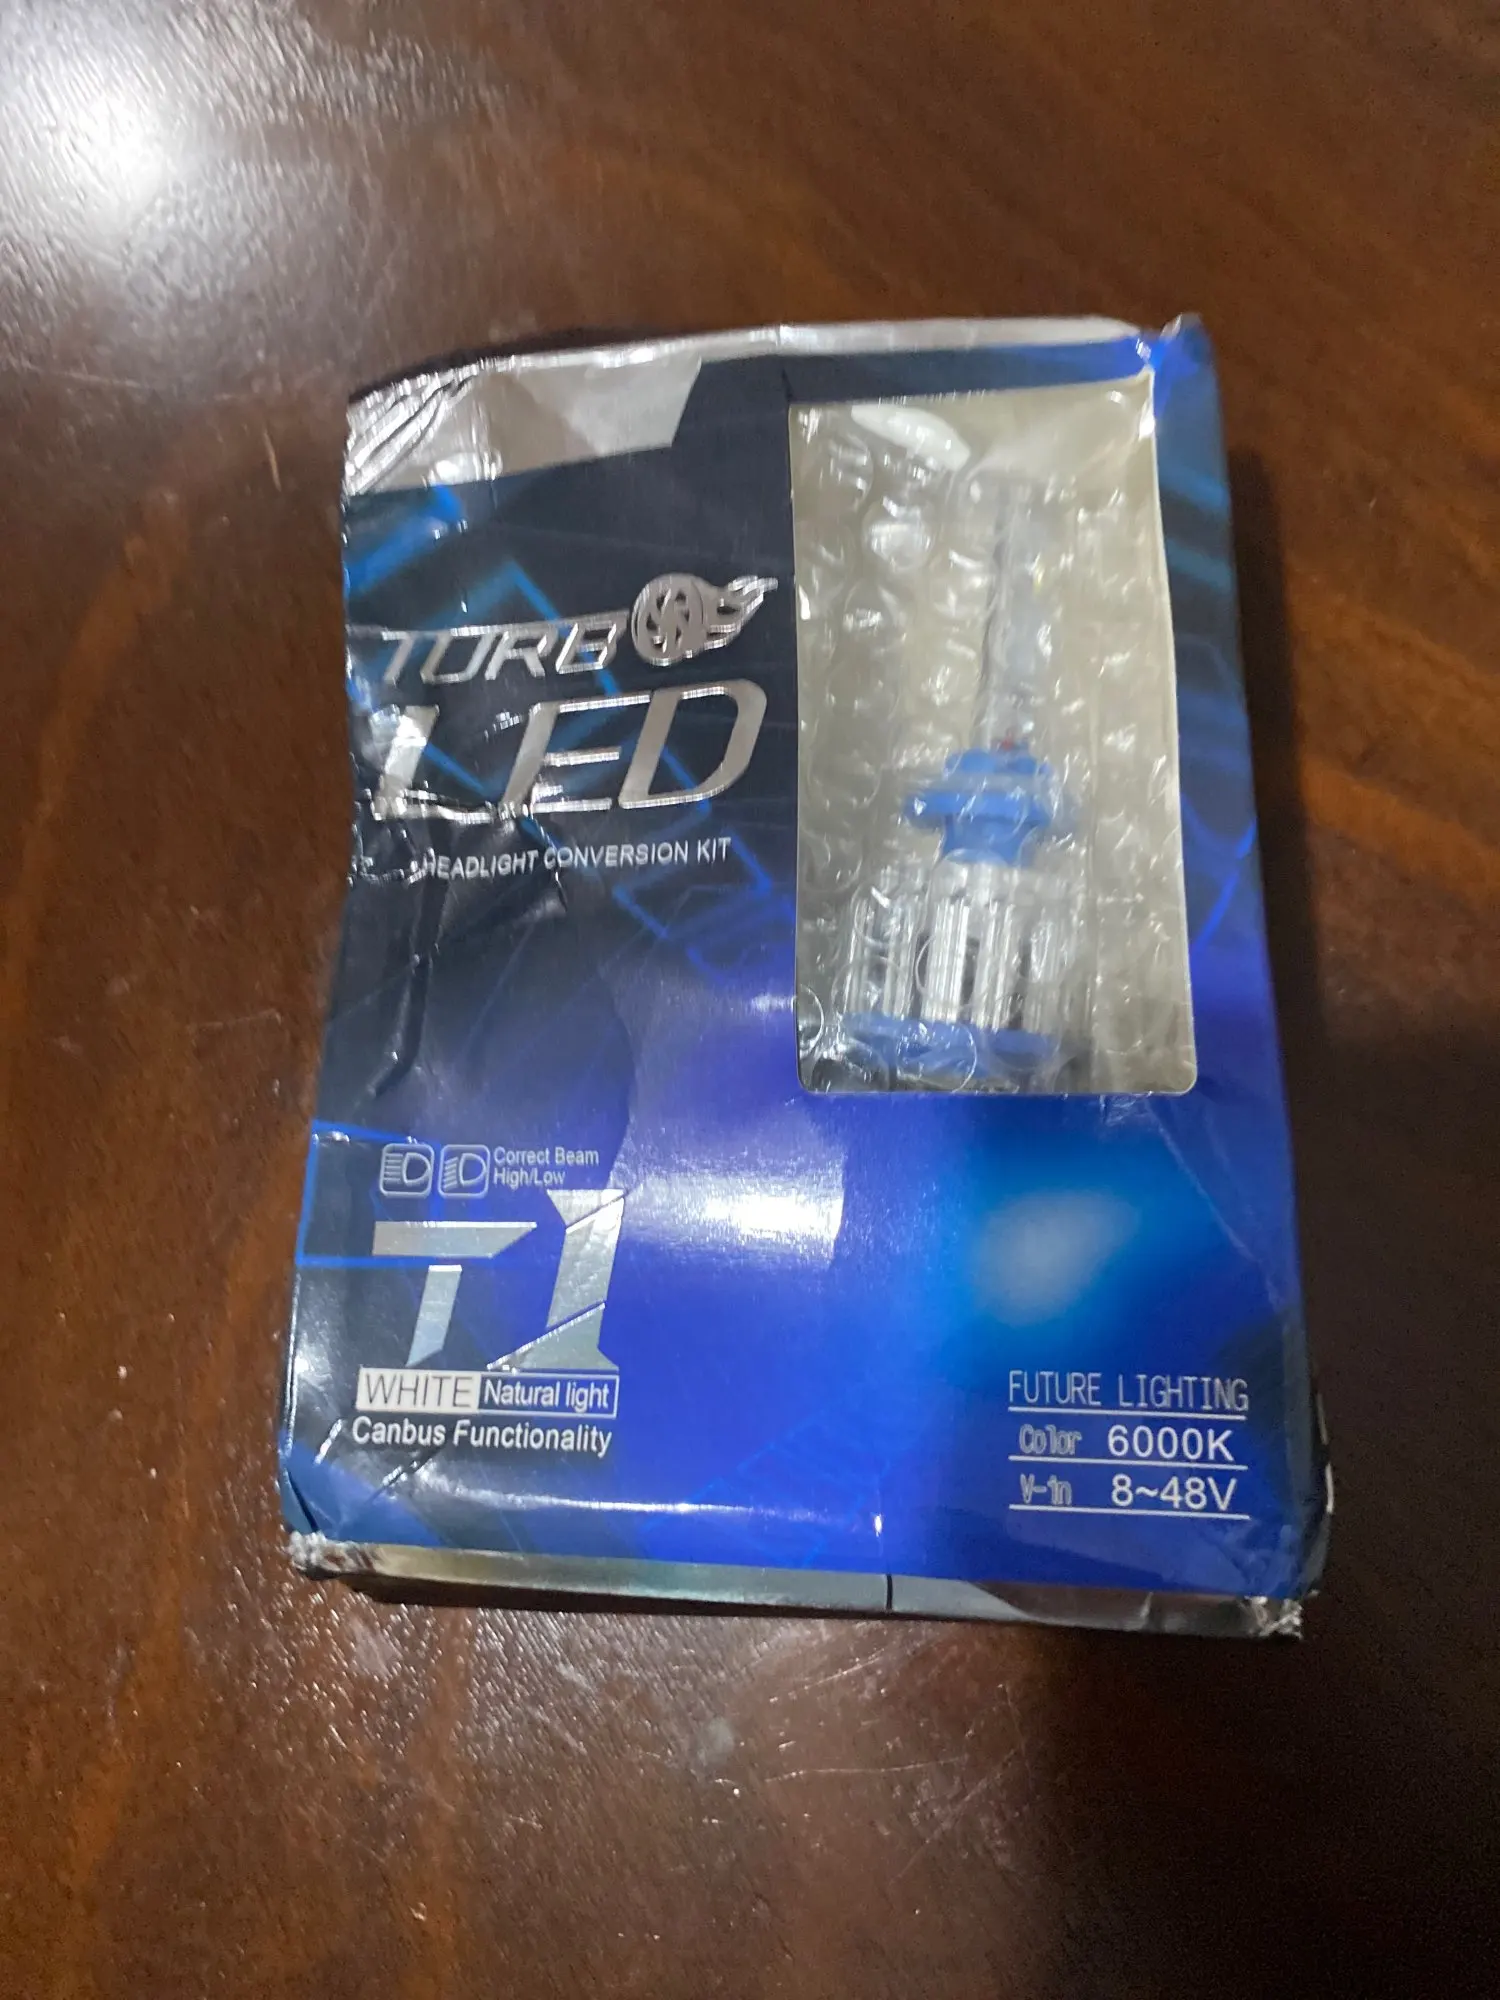 TURBO
LED
HEADLIGHT CONVERSION KIT
Correct Beam
High/Low
T1
WHITE Natural light
Canbus Functionality
FUTURE LIGHTING
Color 6000K
V-in 8~48V